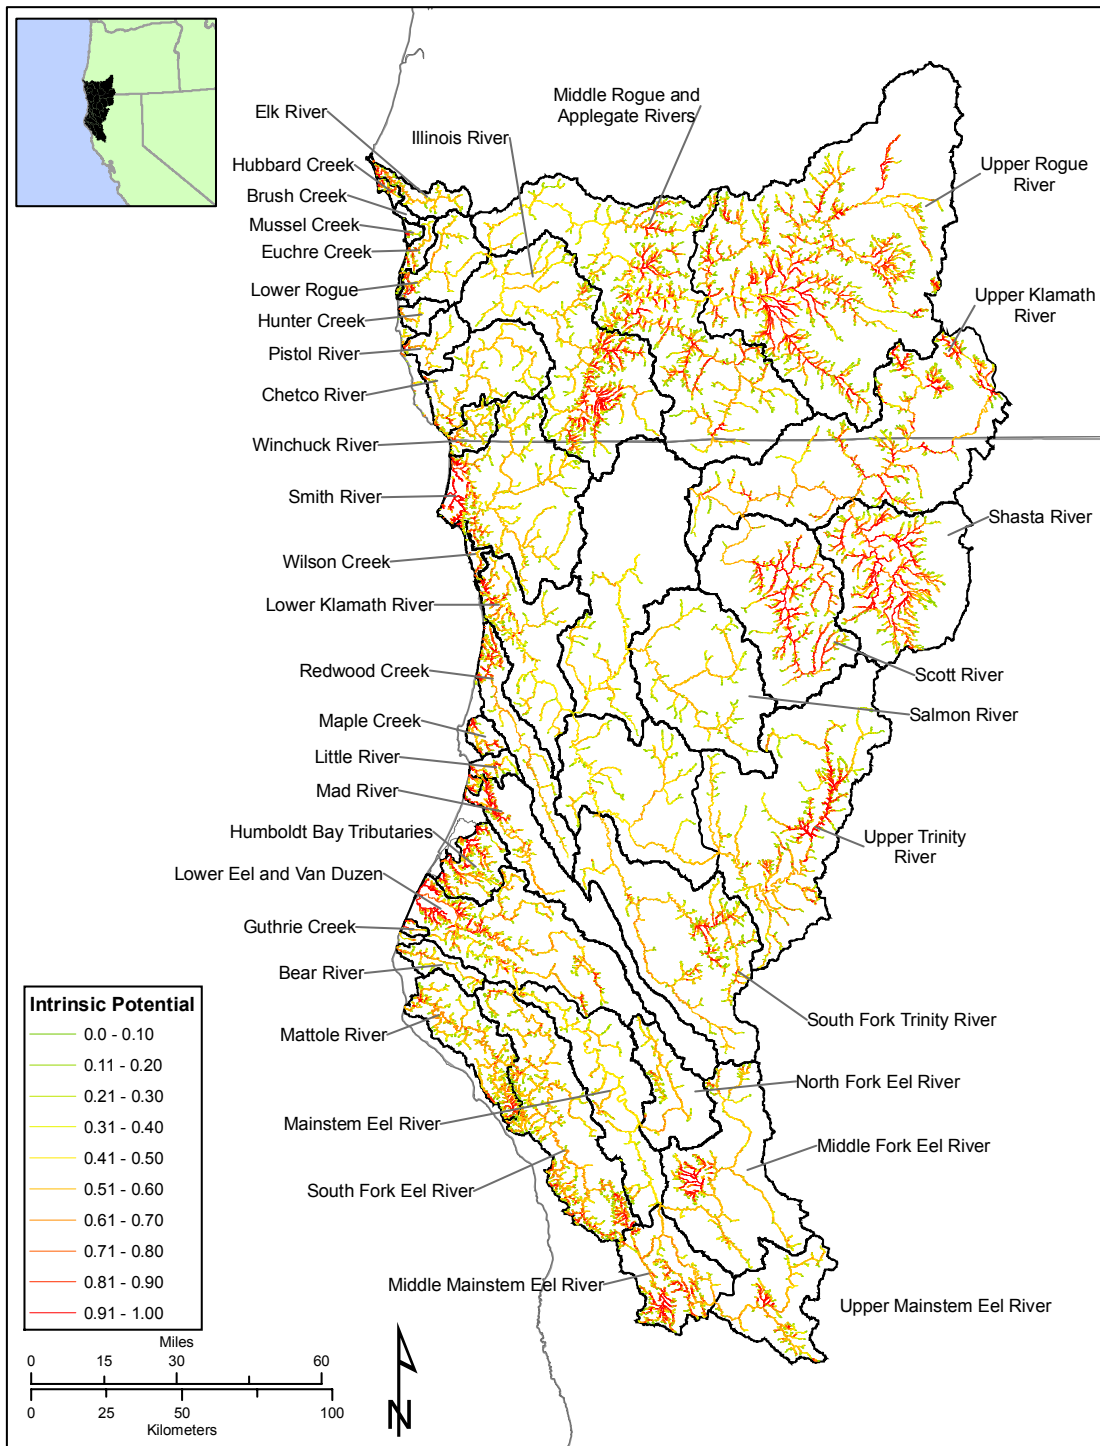 Elk River
Illinois River
Middle Rogue and
Applegate Rivers
Upper Rogue
River
Hubbard Creek
Brush Creek
Mussel Creek
Euchre Creek
Lower Rogue
Hunter Creek
Pistol River
Chetco River
Winchuck River
Upper Klamath
River
Smith River
Shasta River
Wilson Creek
Lower Klamath River
Redwood Creek
Scott River
Salmon River
Maple Creek
Little River
Mad River
Humboldt Bay Tributaries
Upper Trinity
River
Lower Eel and Van Duzen
Guthrie Creek
Bear River
Mattole River
South Fork Trinity River
North Fork Eel River
Mainstem Eel River
Middle Fork Eel River
South Fork Eel River
Middle Mainstem Eel River
Upper Mainstem Eel River
Intrinsic Potential
0.0 - 0.10
0.11 - 0.20
0.21 - 0.30
0.31 - 0.40
0.41 - 0.50
0.51 - 0.60
0.61 - 0.70
0.71 - 0.80
0.81 - 0.90
0.91 - 1.00
Miles
0 15 30 60
0 25 50 100
Kilometers
N